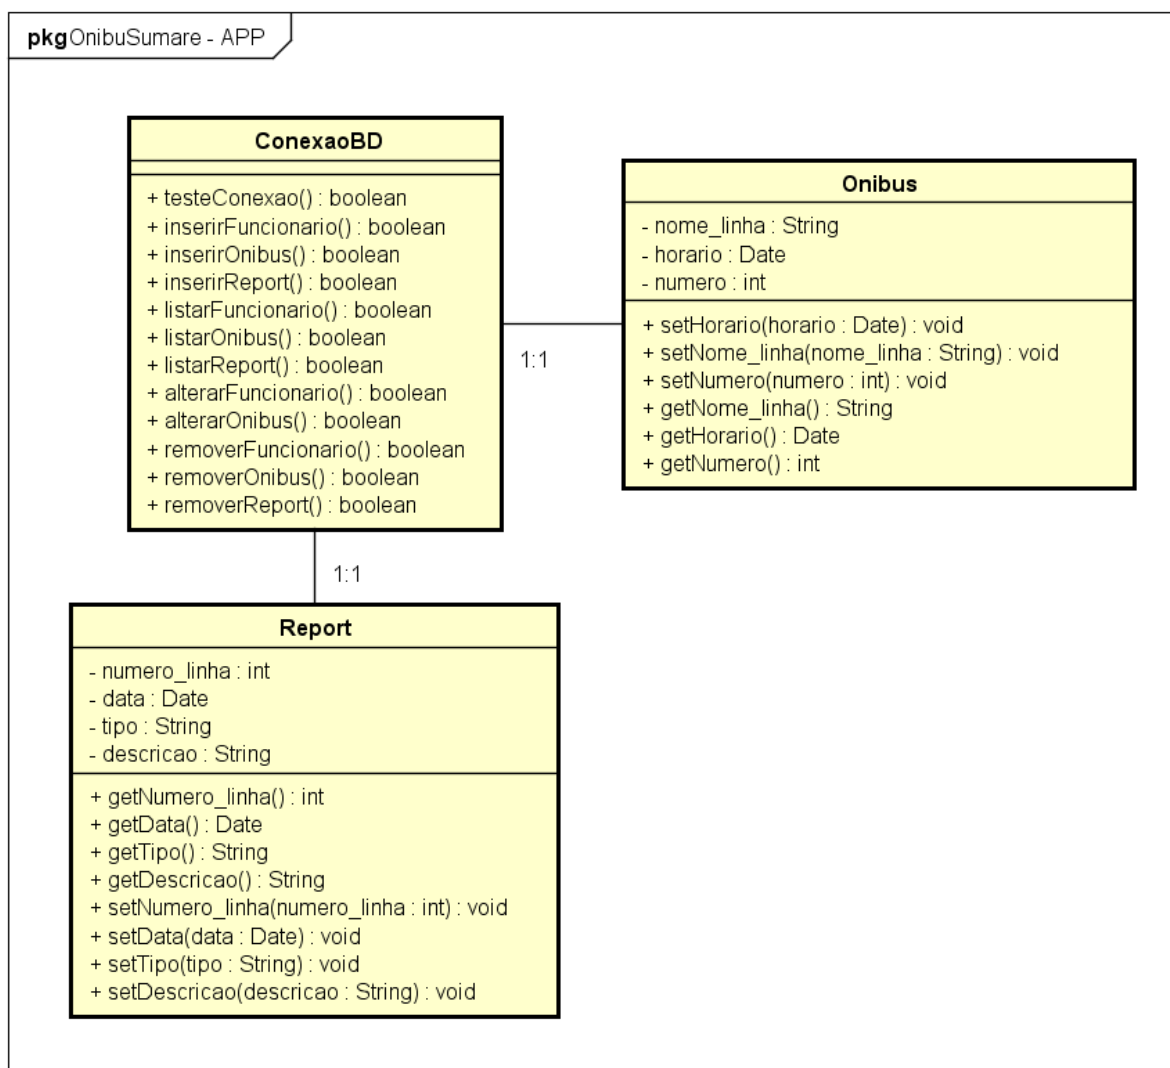 pkg OnibuSumare - APP
ConexaoBD
+ testeConexao() : boolean
+ inserirFuncionario() : boolean
+ inserirOnibus() : boolean
+ inserirReport() : boolean
+ listarFuncionario() : boolean
+ listarOnibus() : boolean
+ listarReport() : boolean
+ alterarFuncionario() : boolean
+ alterarOnibus() : boolean
+ removerFuncionario() : boolean
+ removerOnibus() : boolean
+ removerReport() : boolean
1:1
Onibus
- nome_linha : String
- horario : Date
- numero : int
+ setHorario(horario : Date) : void
+ setNome_linha(nome_linha : String) : void
+ setNumero(numero : int) : void
+ getNome_linha() : String
+ getHorario() : Date
+ getNumero() : int
1:1
Report
- numero_linha : int
- data : Date
- tipo : String
- descricao : String
+ getNumero_linha() : int
+ getData() : Date
+ getTipo() : String
+ getDescricao() : String
+ setNumero_linha(numero_linha : int) : void
+ setData(data : Date) : void
+ setTipo(tipo : String) : void
+ setDescricao(descricao : String) : void